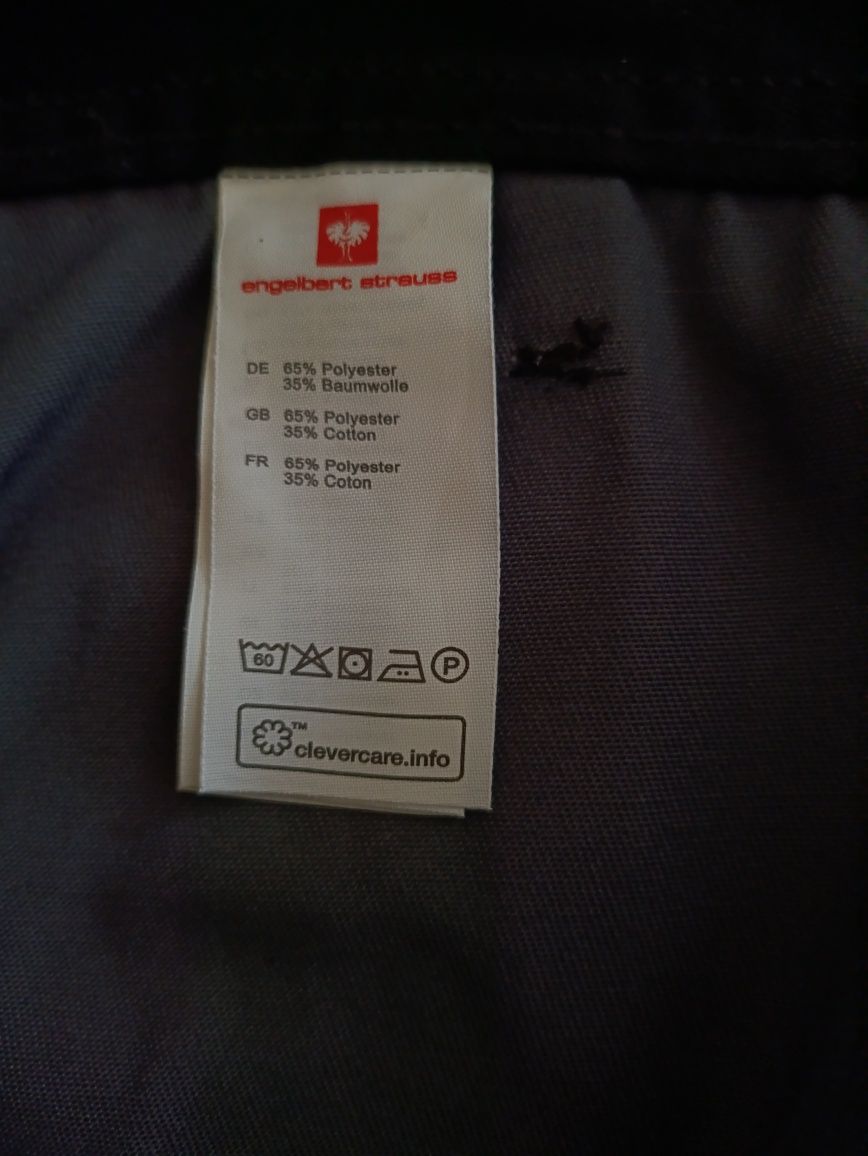 engelbert strauss
DE 65% Polyester
35% Baumwolle
GB 65% Polyester
35% Cotton
FR 65% Polyester
35% Coton
60 P
™
clevercare.info